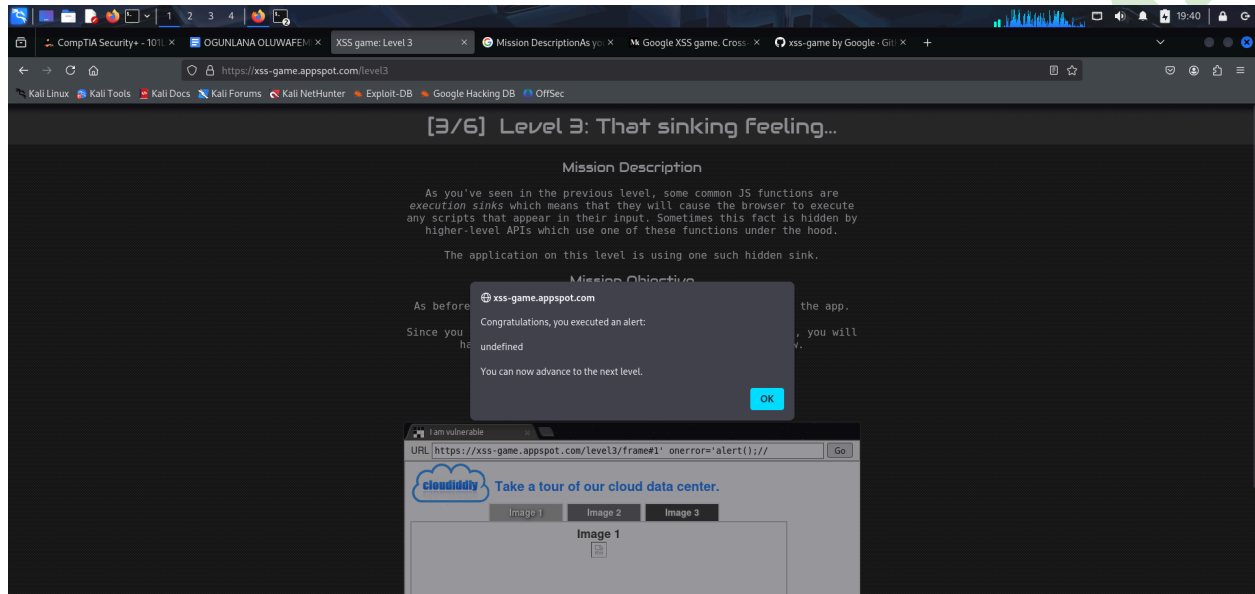 1 2 3 4 19:40
CompTIA Security+ - 101L OGUNLANA OLUWAFEM XSS game: Level 3 Mission DescriptionAs yo Google XSS game. Cross- xss-game by Google · Git
https://xss-game.appspot.com/level3
Kali Linux Kali Tools Kali Docs Kali Forums Kali NetHunter Exploit-DB Google Hacking DB OffSec
[3/6] Level 3: That sinking feeling...
Mission Description
As you've seen in the previous level, some common JS functions are
execution sinks which means that they will cause the browser to execute
any scripts that appear in their input. Sometimes this fact is hidden by
higher-level APIs which use one of these functions under the hood.
The application on this level is using one such hidden sink.
Mission Objective
As before the app.
Since you , you will
xss-game.appspot.com
Congratulations, you executed an alert:
undefined
You can now advance to the next level.
OK
I am vulnerable
URL https://xss-game.appspot.com/level3/frame#1' onerror='alert();// Go
cloudiddly Take a tour of our cloud data center.
Image 1 Image 2 Image 3
Image 1